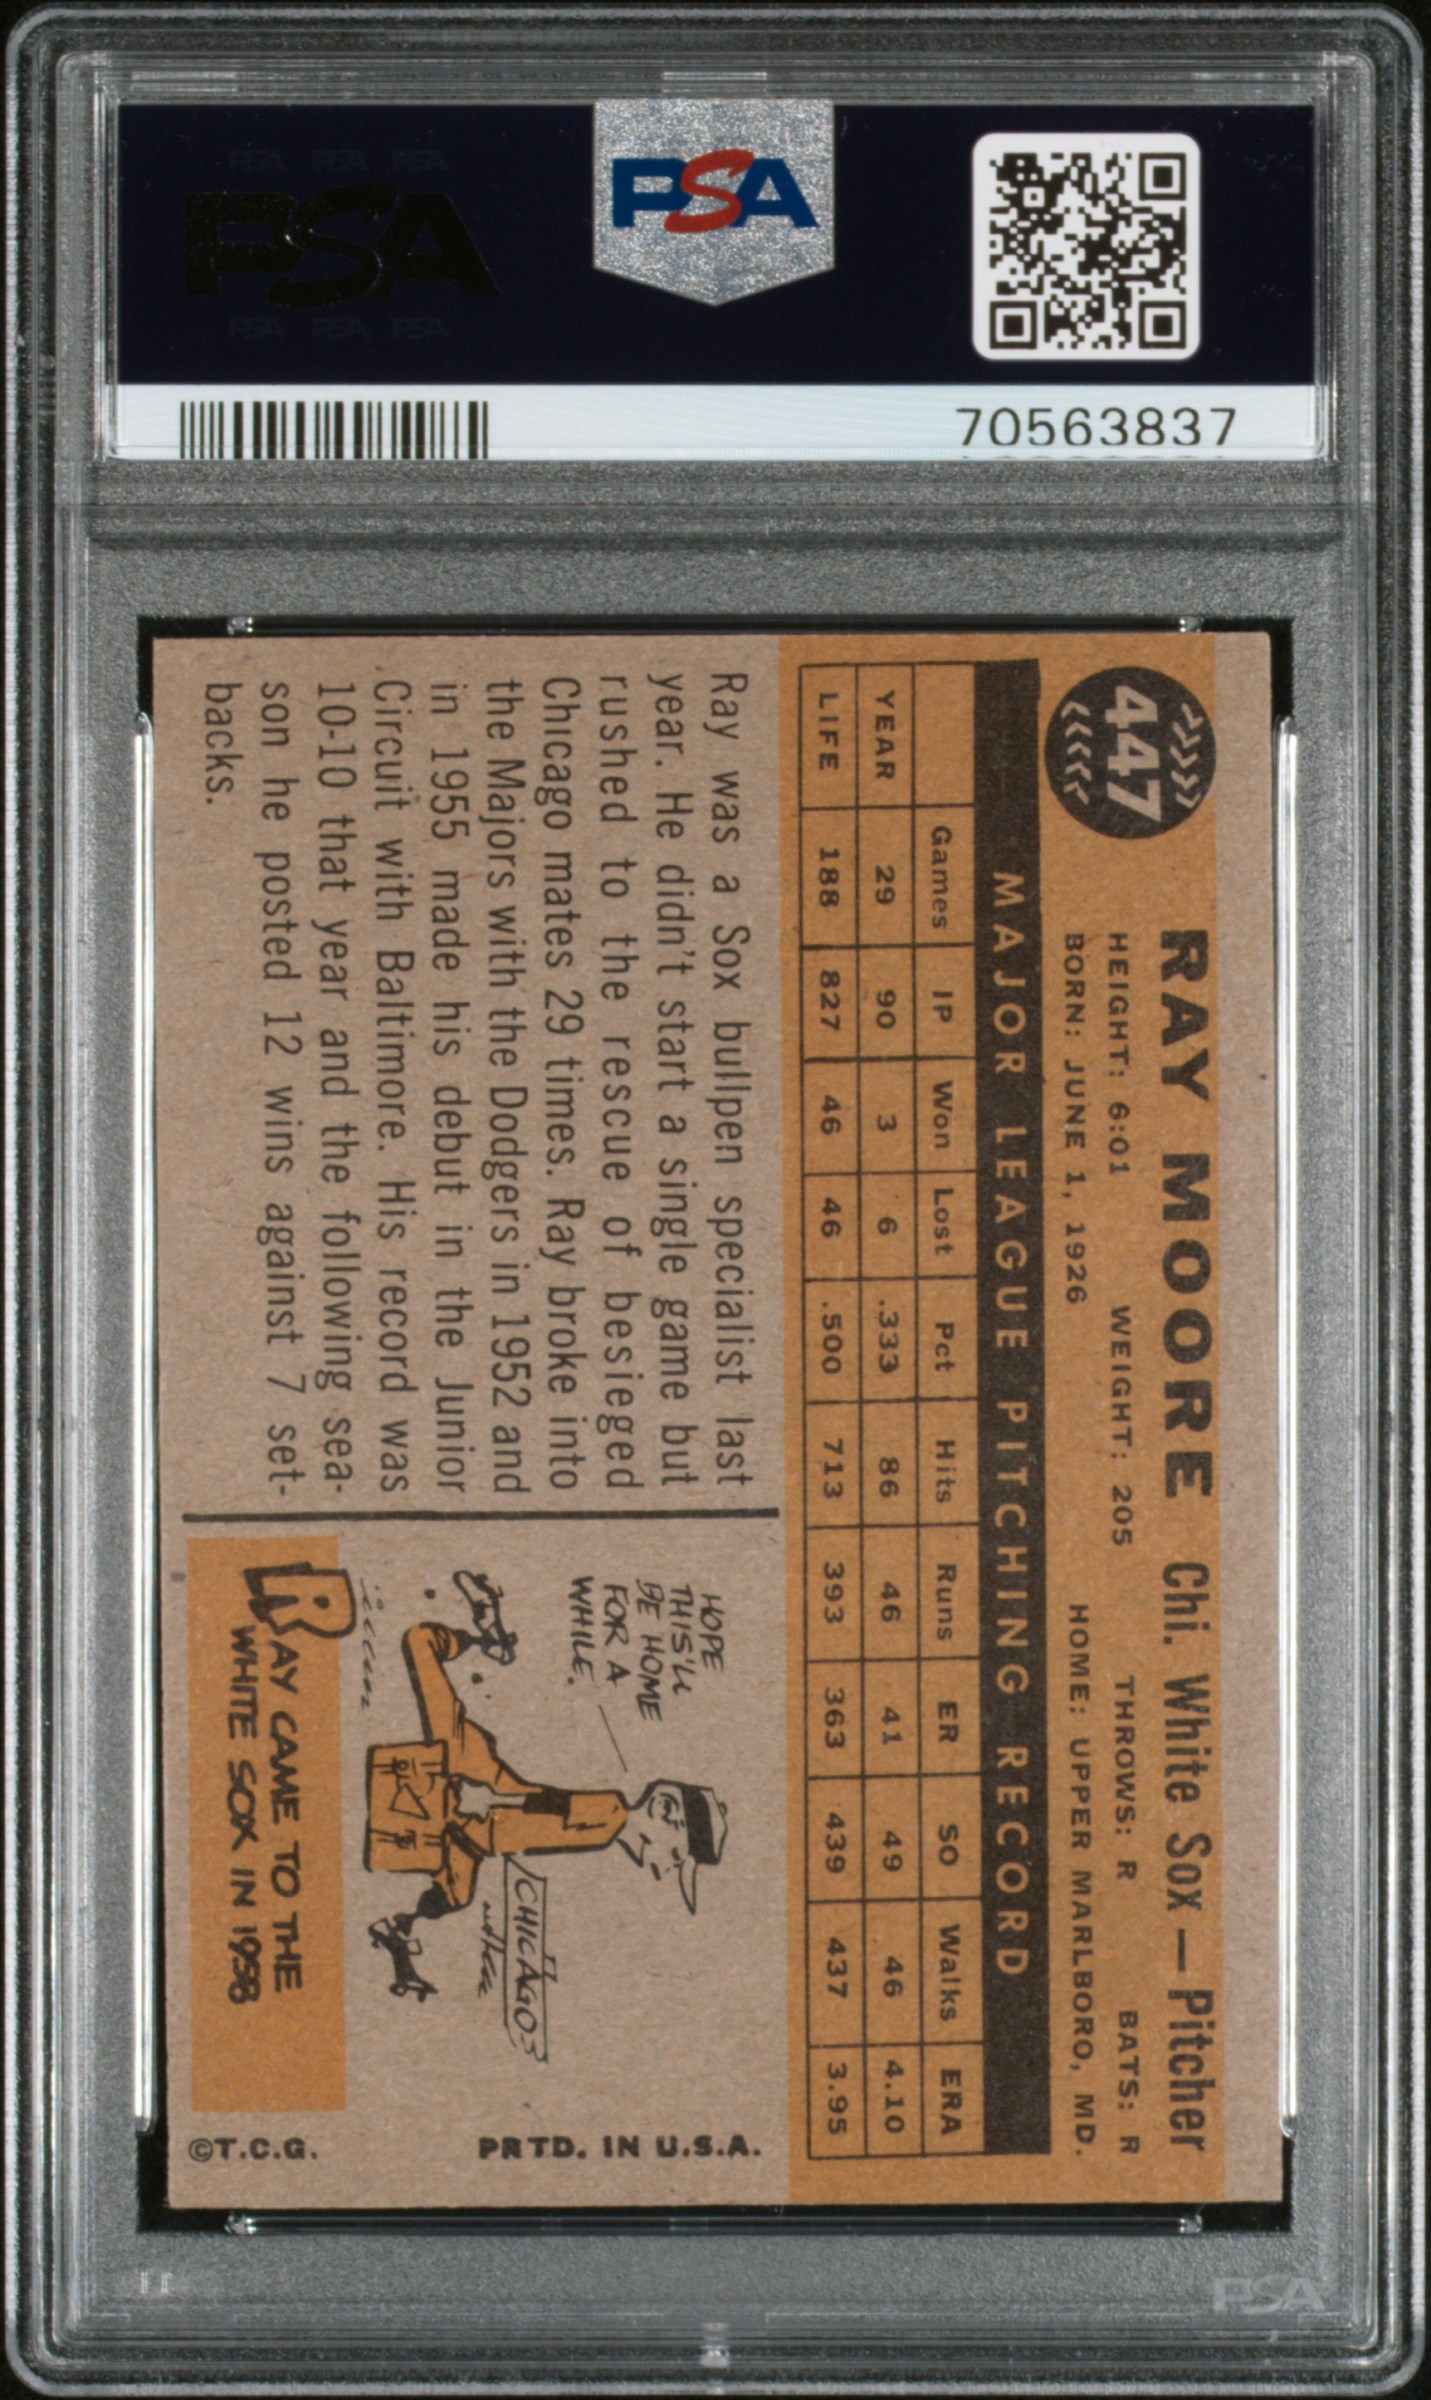 PSA PSA PSA
PSA
PSA PSA PSA
PSA
70563837
447
RAY MOORE Chi. White Sox — Pitcher
HEIGHT: 6:01 WEIGHT: 205 THROWS: R BATS: R
BORN: JUNE 1, 1926 HOME: UPPER MARLBORO, MD.
MAJOR LEAGUE PITCHING RECORD
Games IP Won Lost Pct Hits Runs ER SO Walks ERA
YEAR 29 90 3 6 .333 86 46 41 49 46 4.10
LIFE 188 827 46 46 .500 713 393 363 439 437 3.95
Ray was a Sox bullpen specialist last
year. He didn't start a single game but
rushed to the rescue of besieged
Chicago mates 29 times. Ray broke into
the Majors with the Dodgers in 1952 and
in 1955 made his debut in the Junior
Circuit with Baltimore. His record was
10-10 that year and the following sea-
son he posted 12 wins against 7 set-
backs.
HOPE
THIS'LL
BE HOME
FOR A
WHILE.
CHICAGO
RAY CAME TO THE
WHITE SOX IN 1958
PRTD. IN U.S.A.
©T.C.G.
PSA